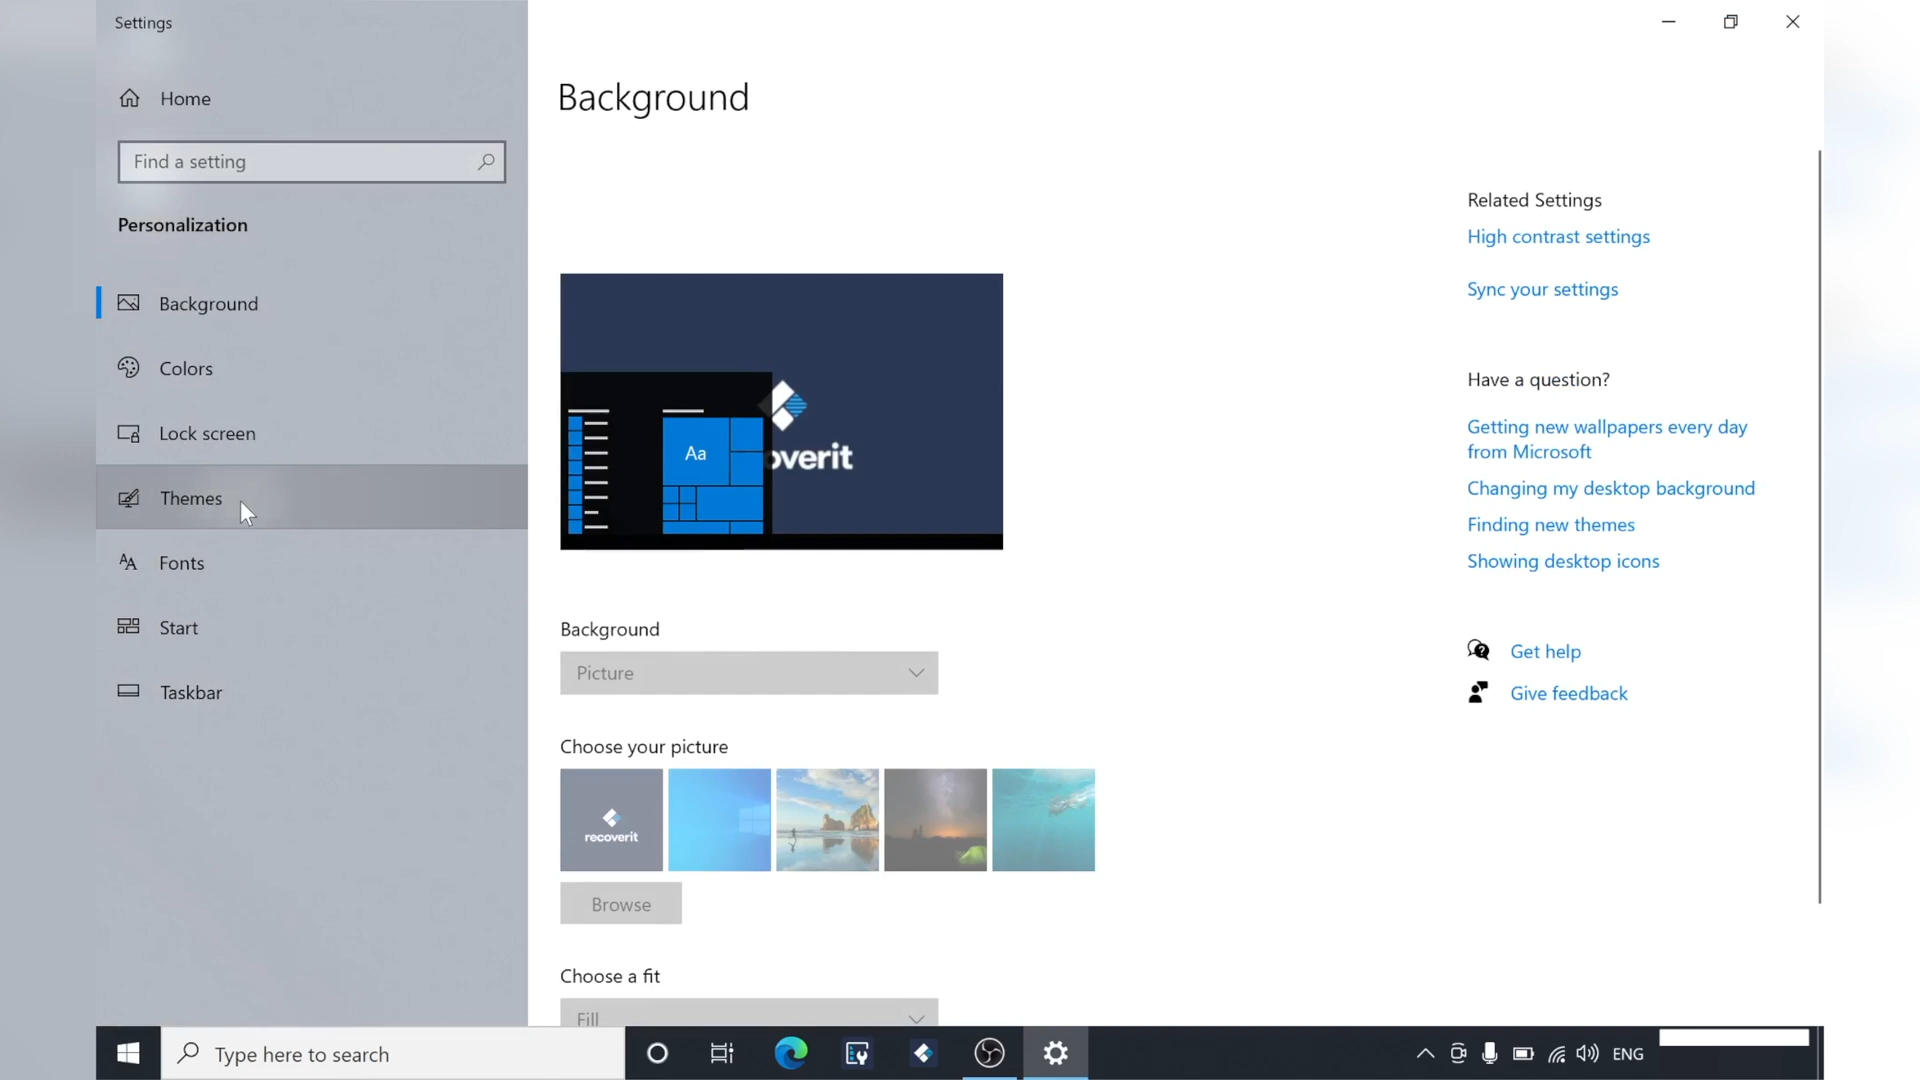 Settings
Home
Find a setting
Personalization
Background
Colors
Lock screen
Themes
Fonts
Start
Taskbar
Background
Aa
overit
Background
Picture
Choose your picture
recoverit
Browse
Choose a fit
Fill
Related Settings
High contrast settings
Sync your settings
Have a question?
Getting new wallpapers every day
from Microsoft
Changing my desktop background
Finding new themes
Showing desktop icons
Get help
Give feedback
Type here to search
ENG